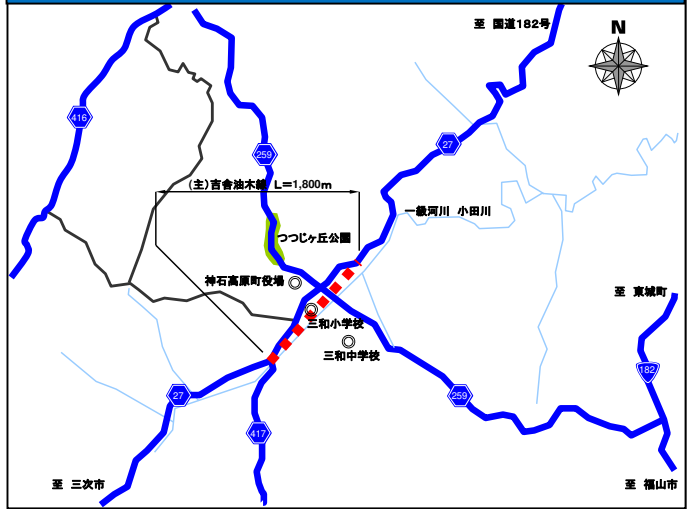 至 国道182号
N
416
27
259
(主)吉舎油木線 L=1,800m
一級河川 小田川
つつじヶ丘公園
神石高原町役場
至 東城町
三和小学校
三和中学校
182
27
259
417
至 三次市
至 福山市